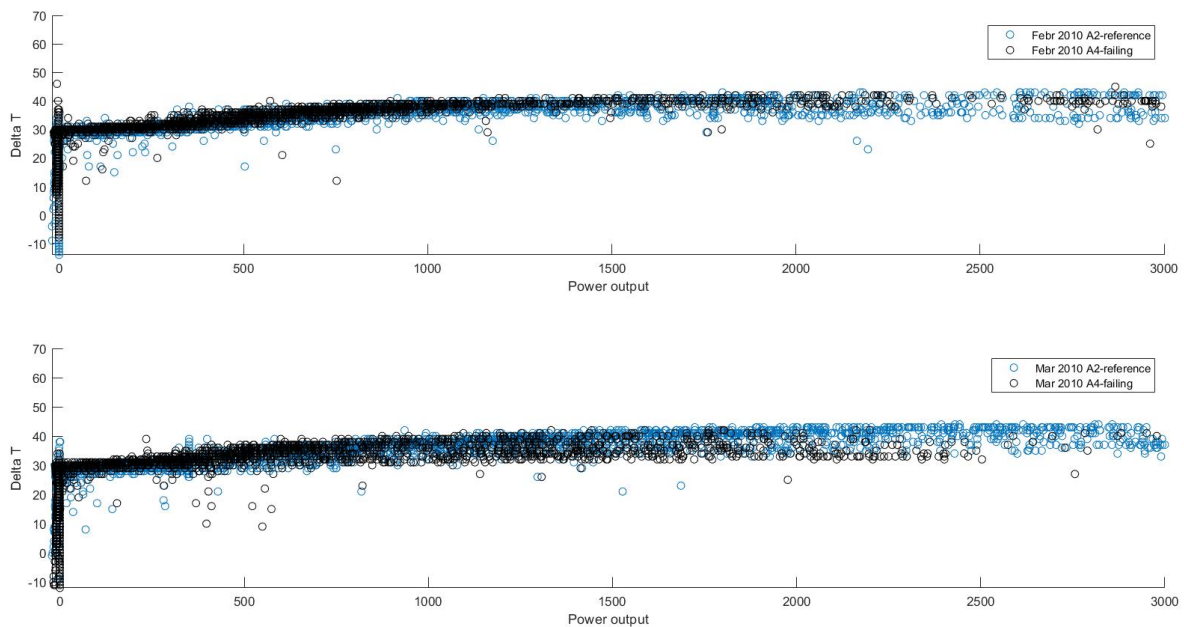 70
60
50
40
30
20
10
0
-10
Delta T
Febr 2010 A2-reference
Febr 2010 A4-failing
0 500 1000 1500 2000 2500 3000
Power output
70
60
50
40
30
20
10
0
-10
Delta T
Mar 2010 A2-reference
Mar 2010 A4-failing
0 500 1000 1500 2000 2500 3000
Power output